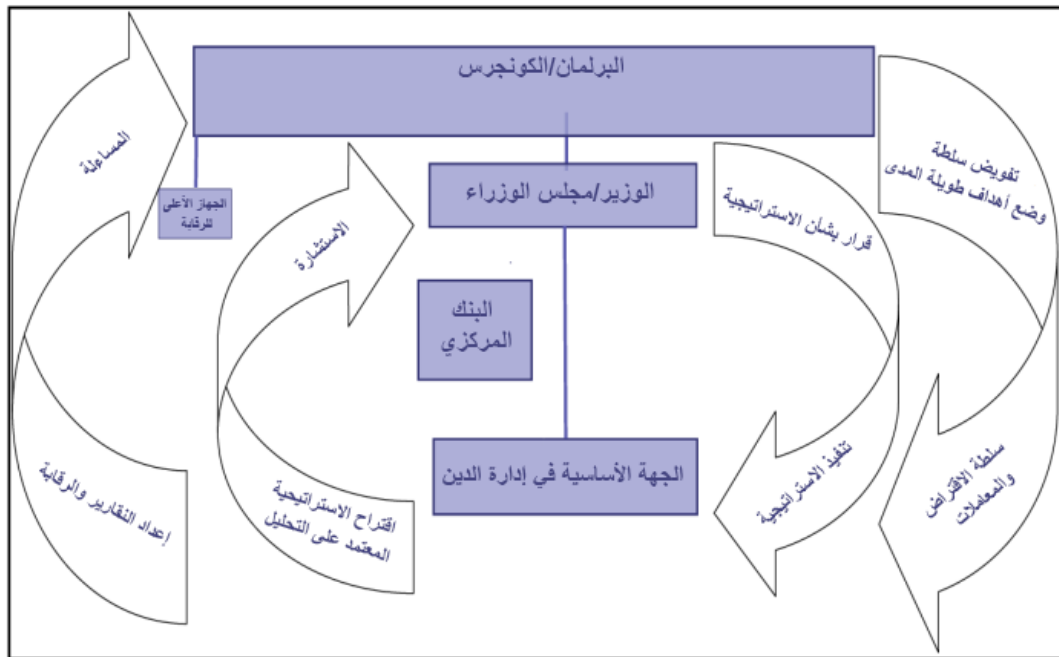 البرلمان/الكونجرس
المساءلة
تفويض سلطة
وضع أهداف طويلة المدى
الجهاز الأعلى
للرقابة
الوزير/مجلس الوزراء
الاستشارة
قرار بشأن الاستراتيجية
البنك
المركزي
الجهة الأساسية في إدارة الدين
تنفيذ الاستراتيجية
سلطة الاقتراض
والمعاملات
اقتراح الاستراتيجية
المعتمد على التحليل
إعداد التقارير والرقابة